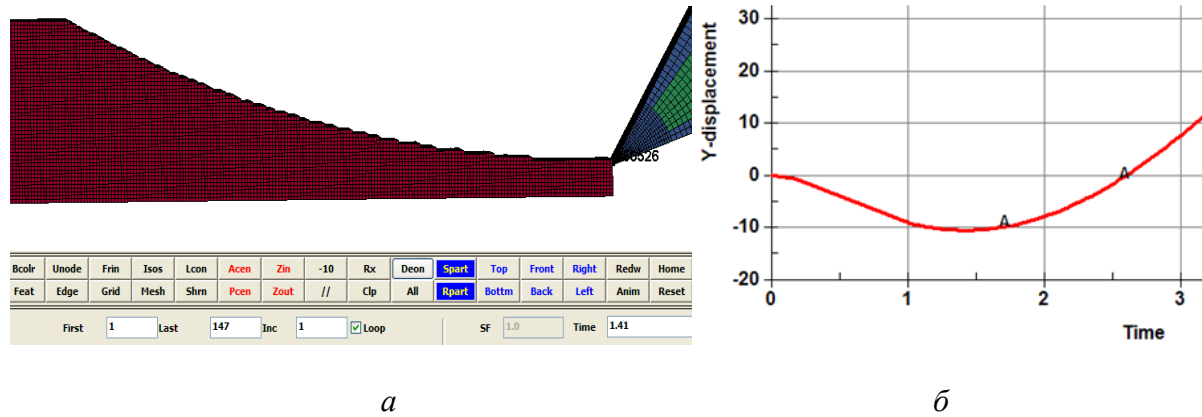 Bcolr Unode Frin Isos Lcon Acen Zin -10 Rx Deon Spart Top Front Right Redw Home
Feat Edge Grid Mesh Shrn Pcen Zout // Clp All Rpart Bottm Back Left Anim Reset
First 1 Last 147 Inc 1 Loop SF 1.0 Time 1.41
Y-displacement
30
20
10
0
-10
-20
A
A
0 1 2 3
Time
а
б